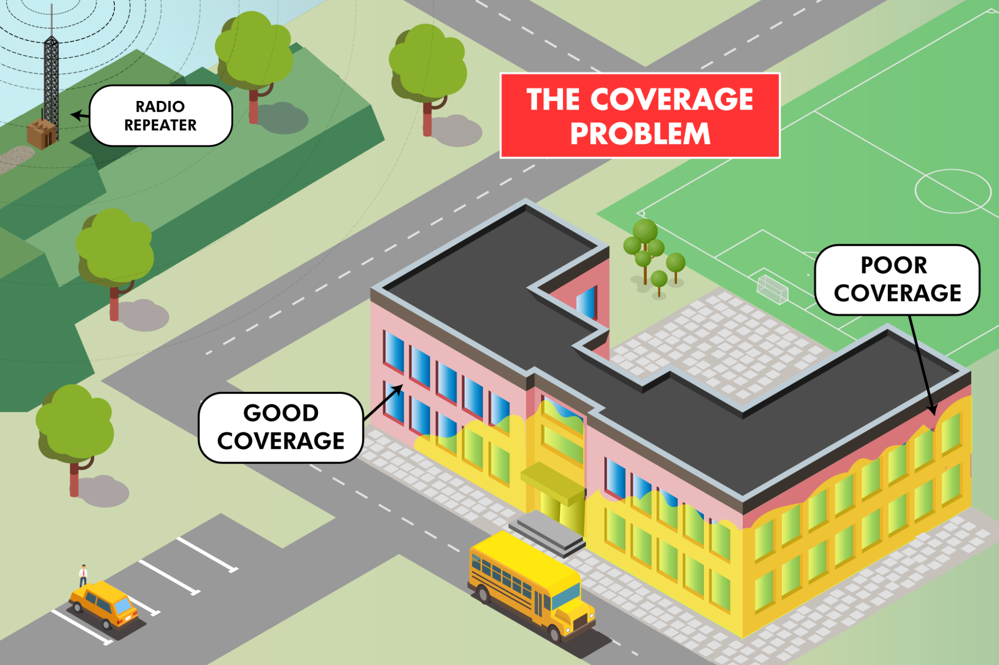 THE COVERAGE
PROBLEM
RADIO
REPEATER
POOR
COVERAGE
GOOD
COVERAGE